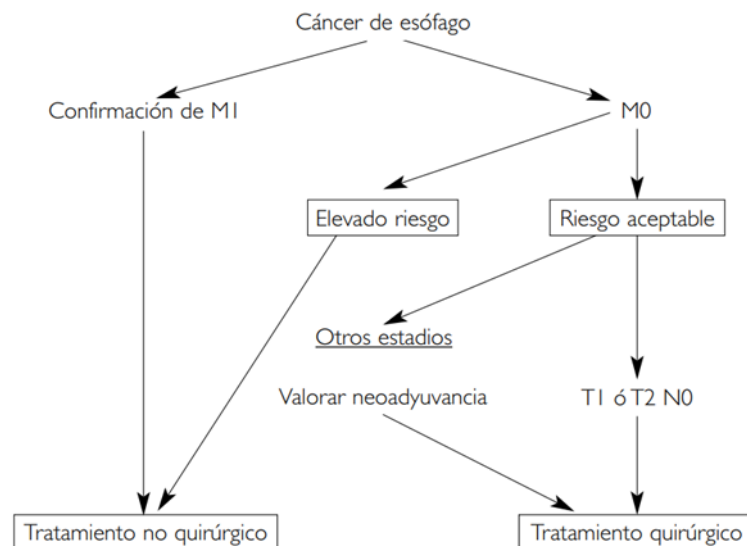 Cáncer de esófago
Confirmación de M1
M0
Elevado riesgo
Riesgo aceptable
Otros estadios
Valorar neoadyuvancia
T1 ó T2 N0
Tratamiento no quirúrgico
Tratamiento quirúrgico